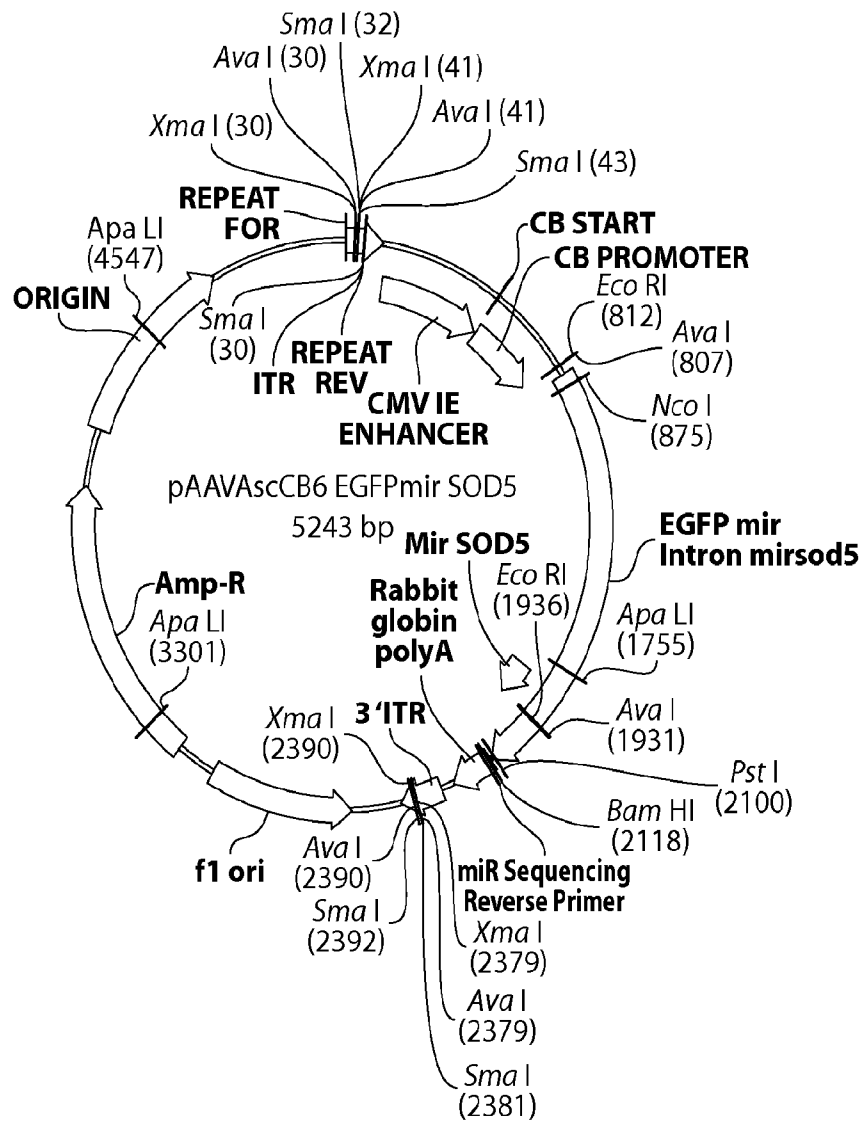 Sma I (32)
Ava I (30)
Xma I (41)
Xma I (30)
Ava I (41)
Sma I (43)
REPEAT
FOR
Apa LI
(4547)
CB START
CB PROMOTER
ORIGIN
Eco RI
(812)
Sma I
(30)
Ava I
(807)
ITR
REPEAT
REV
CMV IE
ENHANCER
Nco I
(875)
pAAVAscCB6 EGFPmir SOD5
5243 bp
EGFP mir
Intron mirsod5
Mir SOD5
Eco RI
(1936)
Amp-R
Rabbit
globin
polyA
Apa LI
(3301)
Apa LI
(1755)
Xma I
(2390)
3 'ITR
Ava I
(1931)
Pst I
(2100)
Bam HI
(2118)
f1 ori
Ava I
(2390)
miR Sequencing
Reverse Primer
Sma I
(2392)
Xma I
(2379)
Ava I
(2379)
Sma I
(2381)